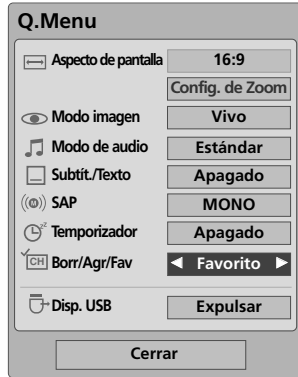 Q.Menu
Aspecto de pantalla 16:9
Config. de Zoom
Modo imagen Vivo
Modo de audio Estándar
Subtít./Texto Apagado
SAP MONO
Temporizador Apagado
CH Borr/Agr/Fav ◀ Favorito ▶
Disp. USB Expulsar
Cerrar